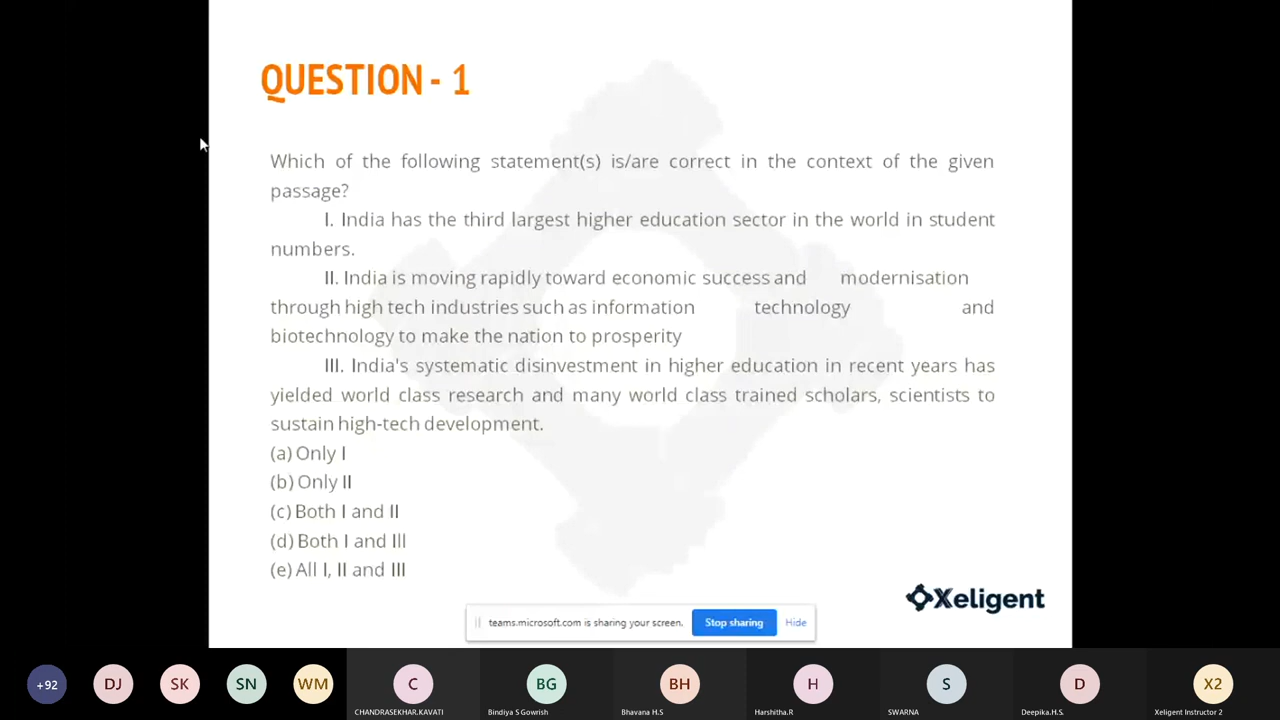 QUESTION - 1
Which of the following statement(s) is/are correct in the context of the given
passage?
I. India has the third largest higher education sector in the world in student
numbers.
II. India is moving rapidly toward economic success and modernisation
through high tech industries such as information technology and
biotechnology to make the nation to prosperity
III. India's systematic disinvestment in higher education in recent years has
yielded world class research and many world class trained scholars, scientists to
sustain high-tech development.
(a) Only I
(b) Only II
(c) Both I and II
(d) Both I and Ill
(e) All I, II and III
Xeligent
teams.microsoft.com is sharing your screen. Stop sharing Hide
+92 DJ SK SN WM C BG BH H S D X2
CHANDRASEKHAR.KAVATI Bindiya S Gowrish Bhavana H.S Harshitha.R SWARNA Deepika.H.S. Xeligent Instructor 2